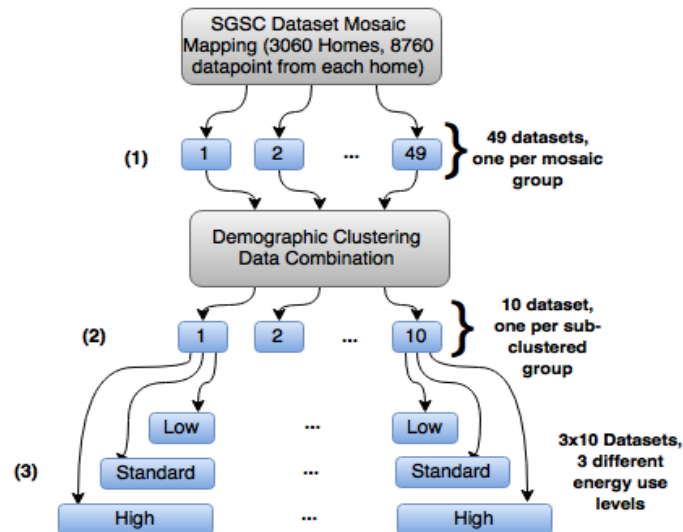 SGSC Dataset Mosaic
Mapping (3060 Homes, 8760
datapoint from each home)
(1)
1
2
...
49
49 datasets,
one per mosaic
group
Demographic Clustering
Data Combination
(2)
1
2
...
10
10 dataset,
one per sub-
clustered
group
Low
...
Low
(3)
Standard
...
Standard
High
...
High
3x10 Datasets,
3 different
energy use
levels